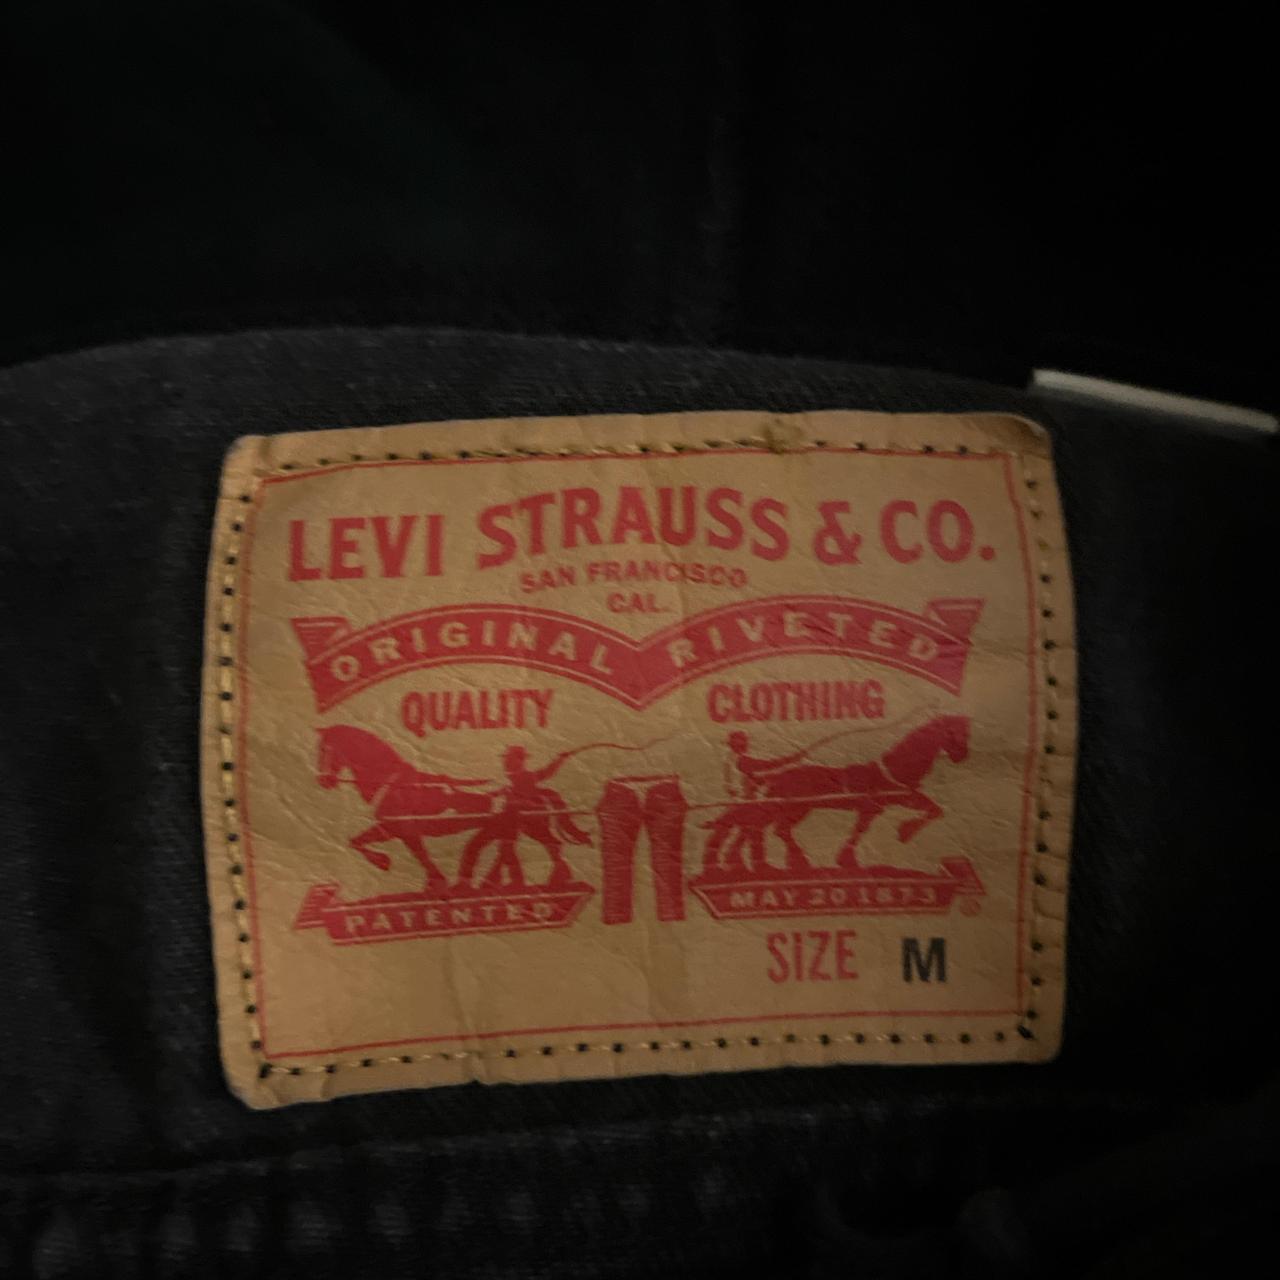 LEVI STRAUSS & CO.
SAN FRANCISCO
CAL.
ORIGINAL RIVETED
QUALITY CLOTHING
PATENTED MAY 20 1873 ®
SIZE M